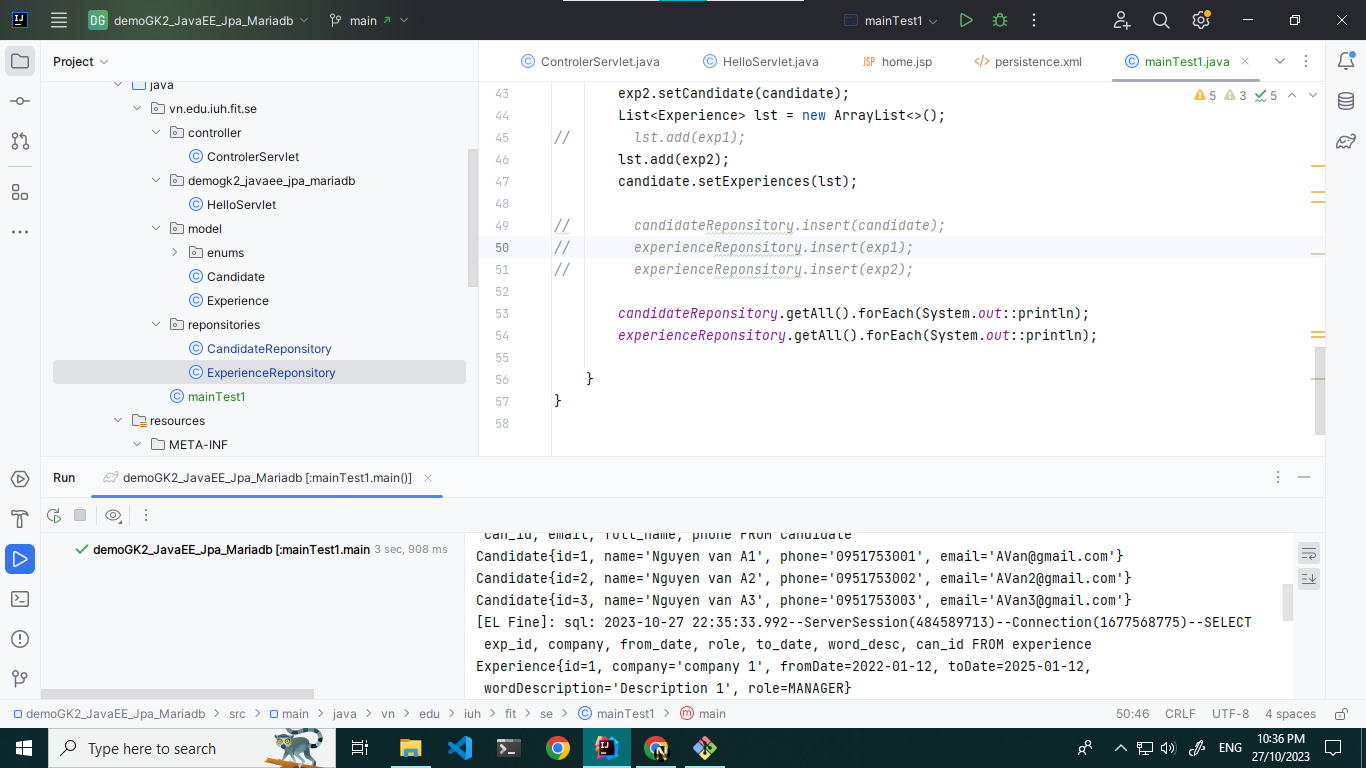 DG demoGK2_JavaEE_Jpa_Mariadb main mainTest1
Project
ControlerServlet.java HelloServlet.java JSP home.jsp persistence.xml mainTest1.java
java
vn.edu.iuh.fit.se
controller
ControlerServlet
demogk2_javaee_jpa_mariadb
HelloServlet
model
enums
Candidate
Experience
reponsitories
CandidateReponsitory
ExperienceReponsitory
mainTest1
resources
META-INF
5 3 5
43 exp2.setCandidate(candidate);
44 List<Experience> lst = new ArrayList<>();
45 // lst.add(exp1);
46 lst.add(exp2);
47 candidate.setExperiences(lst);
48
49 // candidateReponsitory.insert(candidate);
50 // experienceReponsitory.insert(exp1);
51 // experienceReponsitory.insert(exp2);
52
53 candidateReponsitory.getAll().forEach(System.out::println);
54 experienceReponsitory.getAll().forEach(System.out::println);
55
56 }
57 }
58
Run demoGK2_JavaEE_Jpa_Mariadb [:mainTest1.main()]
demoGK2_JavaEE_Jpa_Mariadb [:mainTest1.main 3 sec, 908 ms
can_id, email, full_name, phone FROM candidate
Candidate{id=1, name='Nguyen van A1', phone='0951753001', email='AVan@gmail.com'}
Candidate{id=2, name='Nguyen van A2', phone='0951753002', email='AVan2@gmail.com'}
Candidate{id=3, name='Nguyen van A3', phone='0951753003', email='AVan3@gmail.com'}
[EL Fine]: sql: 2023-10-27 22:35:33.992--ServerSession(484589713)--Connection(1677568775)--SELECT
exp_id, company, from_date, role, to_date, word_desc, can_id FROM experience
Experience{id=1, company='company 1', fromDate=2022-01-12, toDate=2025-01-12,
wordDescription='Description 1', role=MANAGER}
demoGK2_JavaEE_Jpa_Mariadb > src > main > java > vn > edu > iuh > fit > se > mainTest1 > main 50:46 CRLF UTF-8 4 spaces
Type here to search
ENG
10:36 PM
27/10/2023